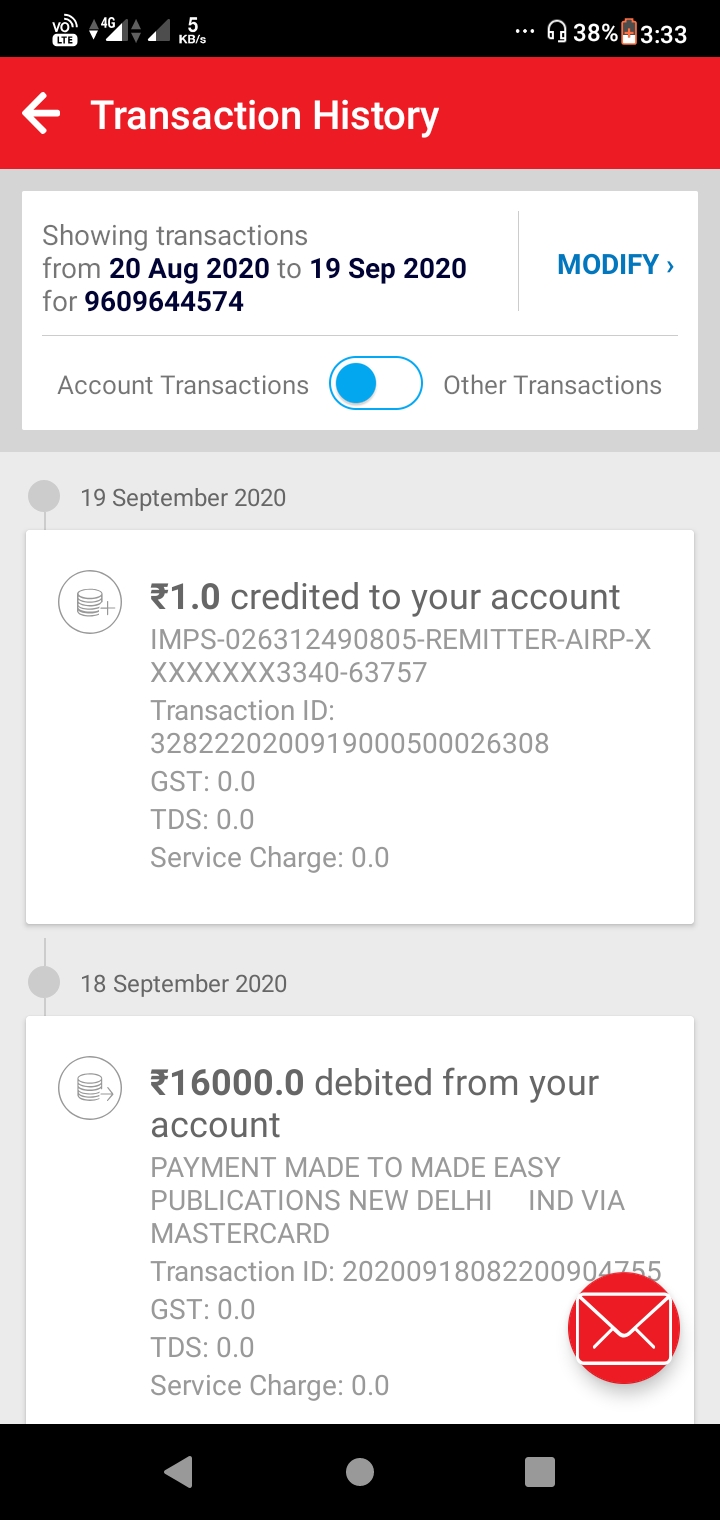 VO LTE 4G 5 KB/s ... 38% 3:33
Transaction History
Showing transactions
from 20 Aug 2020 to 19 Sep 2020
for 9609644574
MODIFY ›
Account Transactions Other Transactions
19 September 2020
₹1.0 credited to your account
IMPS-026312490805-REMITTER-AIRP-X
XXXXXXX3340-63757
Transaction ID:
3282220200919000500026308
GST: 0.0
TDS: 0.0
Service Charge: 0.0
18 September 2020
₹16000.0 debited from your
account
PAYMENT MADE TO MADE EASY
PUBLICATIONS NEW DELHI IND VIA
MASTERCARD
Transaction ID: 20200918082200904755
GST: 0.0
TDS: 0.0
Service Charge: 0.0